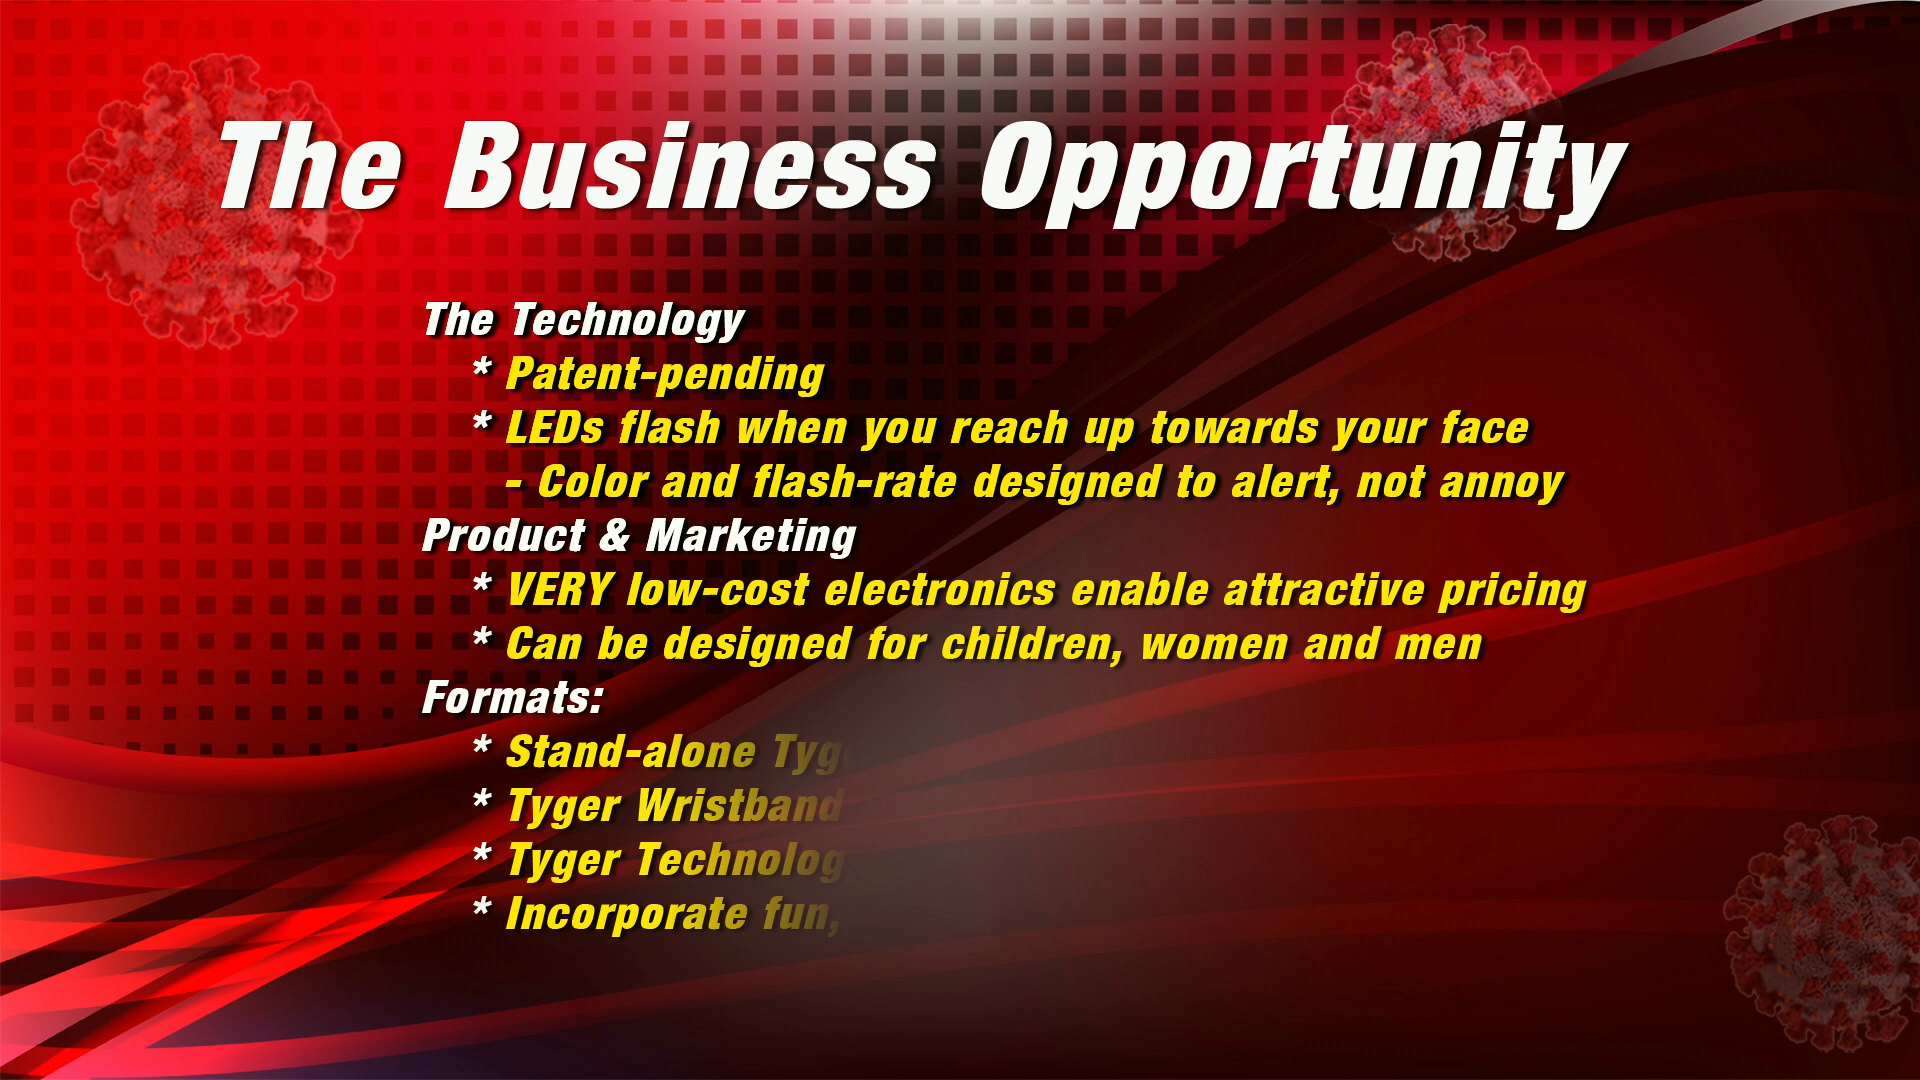 The Business Opportunity
The Technology
* Patent-pending
* LEDs flash when you reach up towards your face
- Color and flash-rate designed to alert, not annoy
Product & Marketing
* VERY low-cost electronics enable attractive pricing
* Can be designed for children, women and men
Formats:
* Stand-alone
* Tyger Wristband
* Tyger
* Incorporate fun,